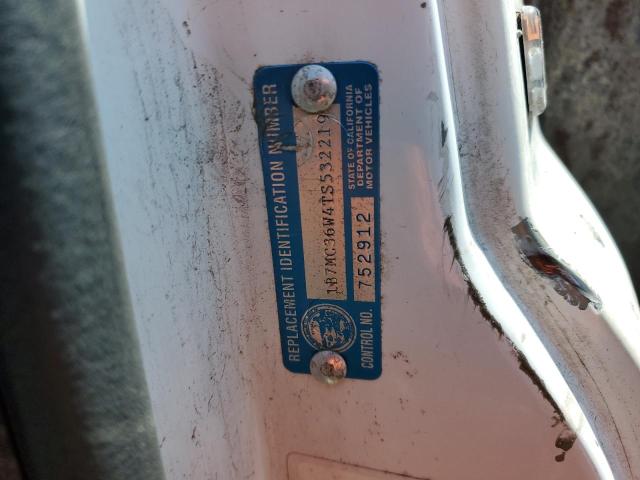 REPLACEMENT IDENTIFICATION NUMBER
1B7MC36W4TS532219
CONTROL NO. 752912
STATE OF CALIFORNIA
DEPARTMENT OF
MOTOR VEHICLES